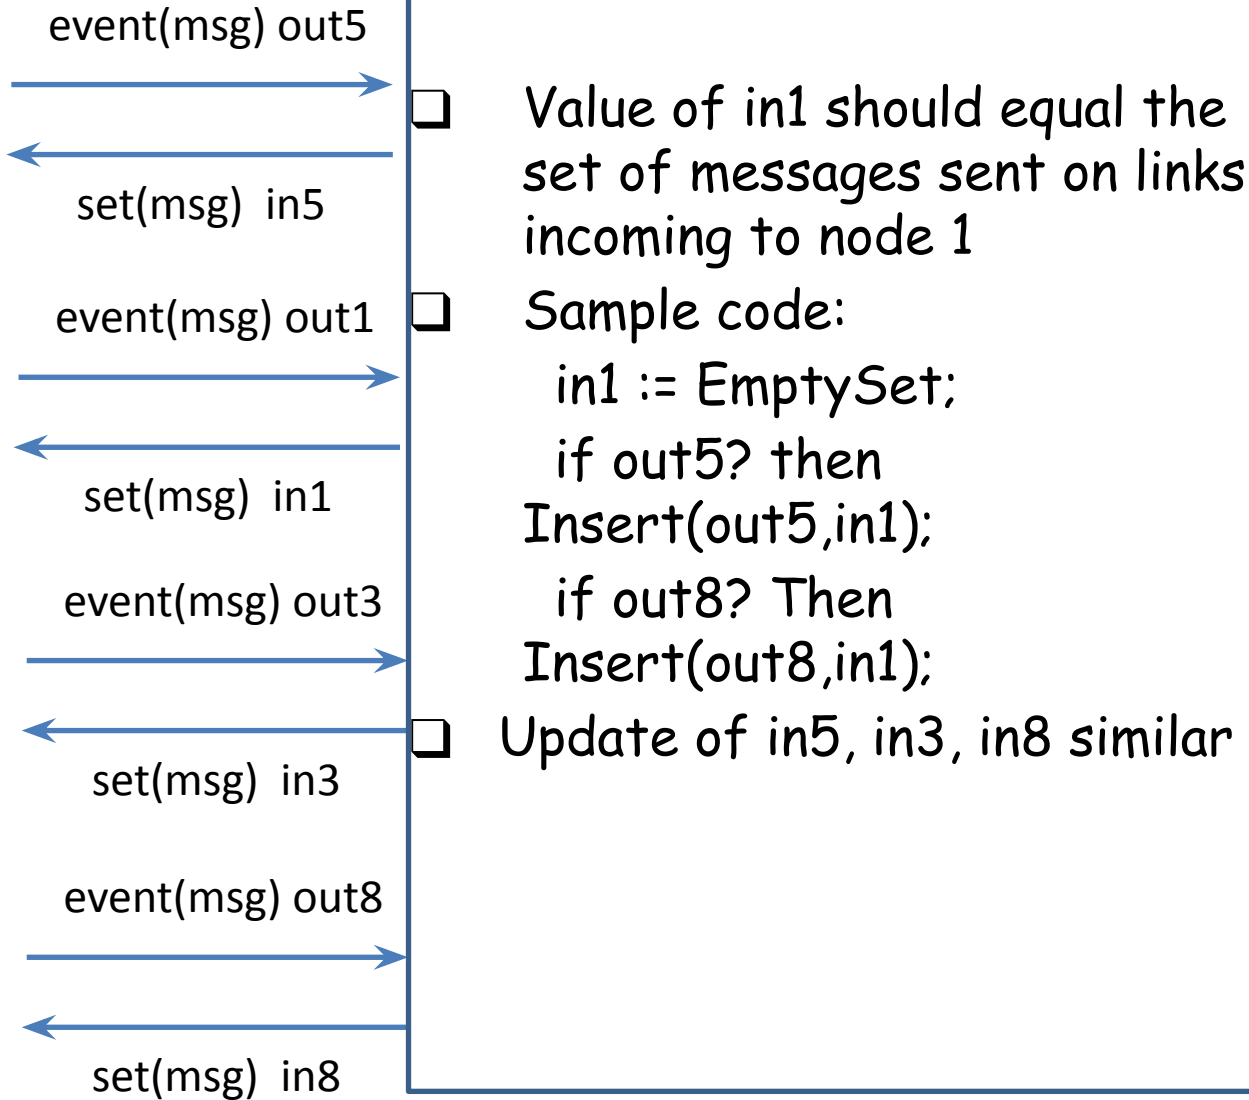 event(msg) out5
set(msg) in5
event(msg) out1
set(msg) in1
event(msg) out3
set(msg) in3
event(msg) out8
set(msg) in8
Value of in1 should equal the
set of messages sent on links
incoming to node 1
Sample code:
in1 := EmptySet;
if out5? then
Insert(out5,in1);
if out8? Then
Insert(out8,in1);
Update of in5, in3, in8 similar